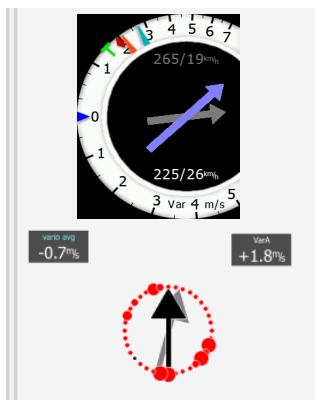 3 4 5 6 7
T
265/19km/h
1
0
225/26km/h
1
2
3 Var 4 m/s 5
vario avg
-0.7m/s
VarA
+1.8m/s